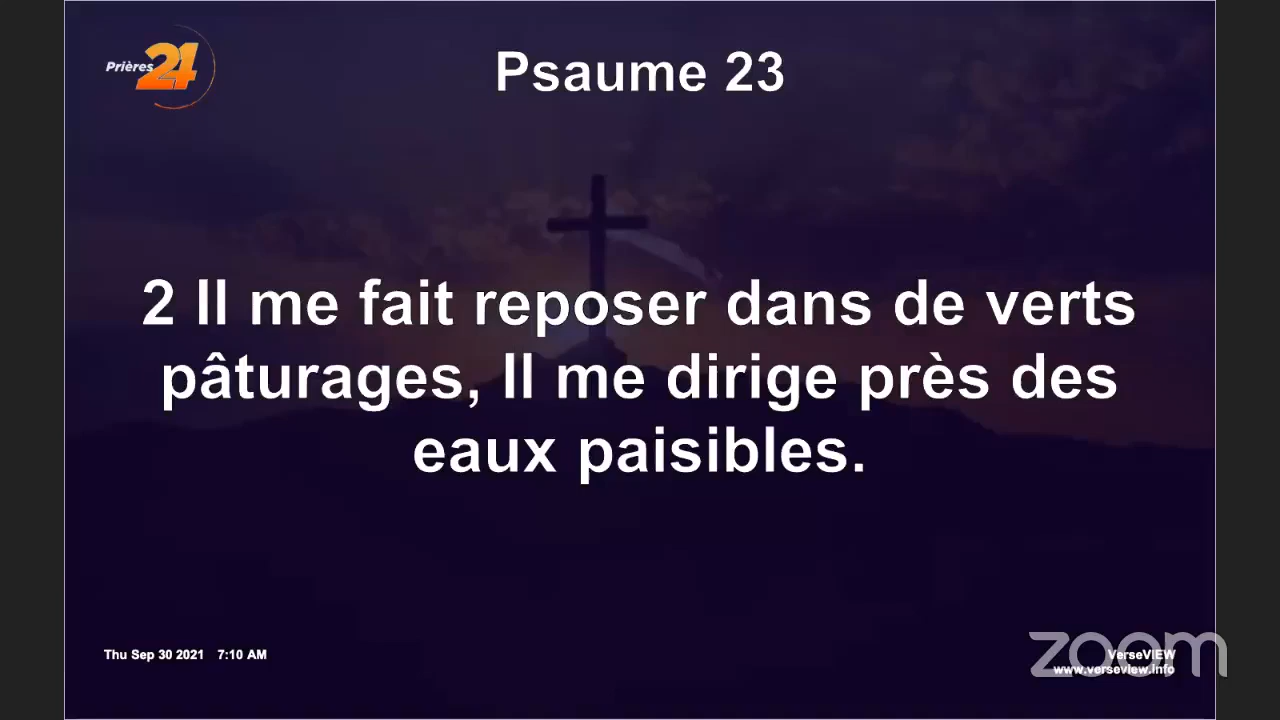 Prières 24
Psaume 23
2 Il me fait reposer dans de verts
pâturages, Il me dirige près des
eaux paisibles.
Thu Sep 30 2021 7:10 AM
zoom
VerseVIEW
www.verseview.info